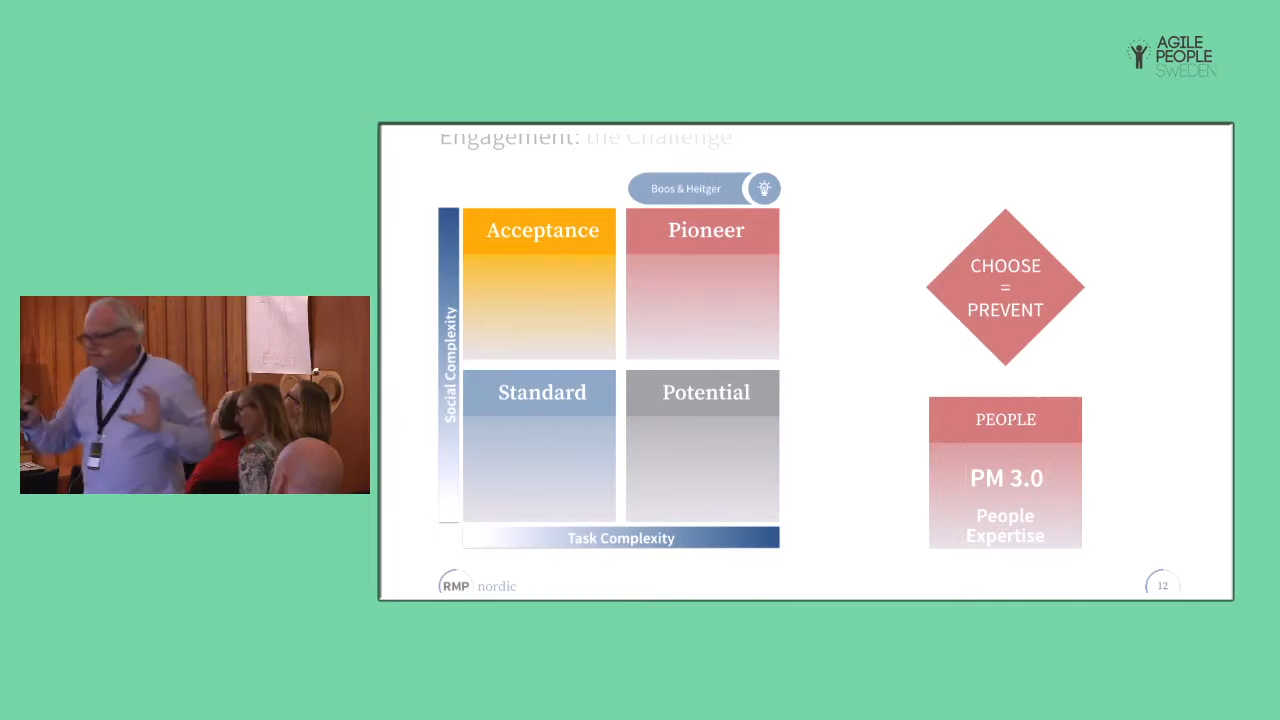 AGILE
PEOPLE
SWEDEN
Engagement: the Challenge
Boos & Heitger
Acceptance
Pioneer
Social Complexity
Standard
Potential
Task Complexity
CHOOSE
=
PREVENT
PEOPLE
PM 3.0
People
Expertise
RMP nordic
12